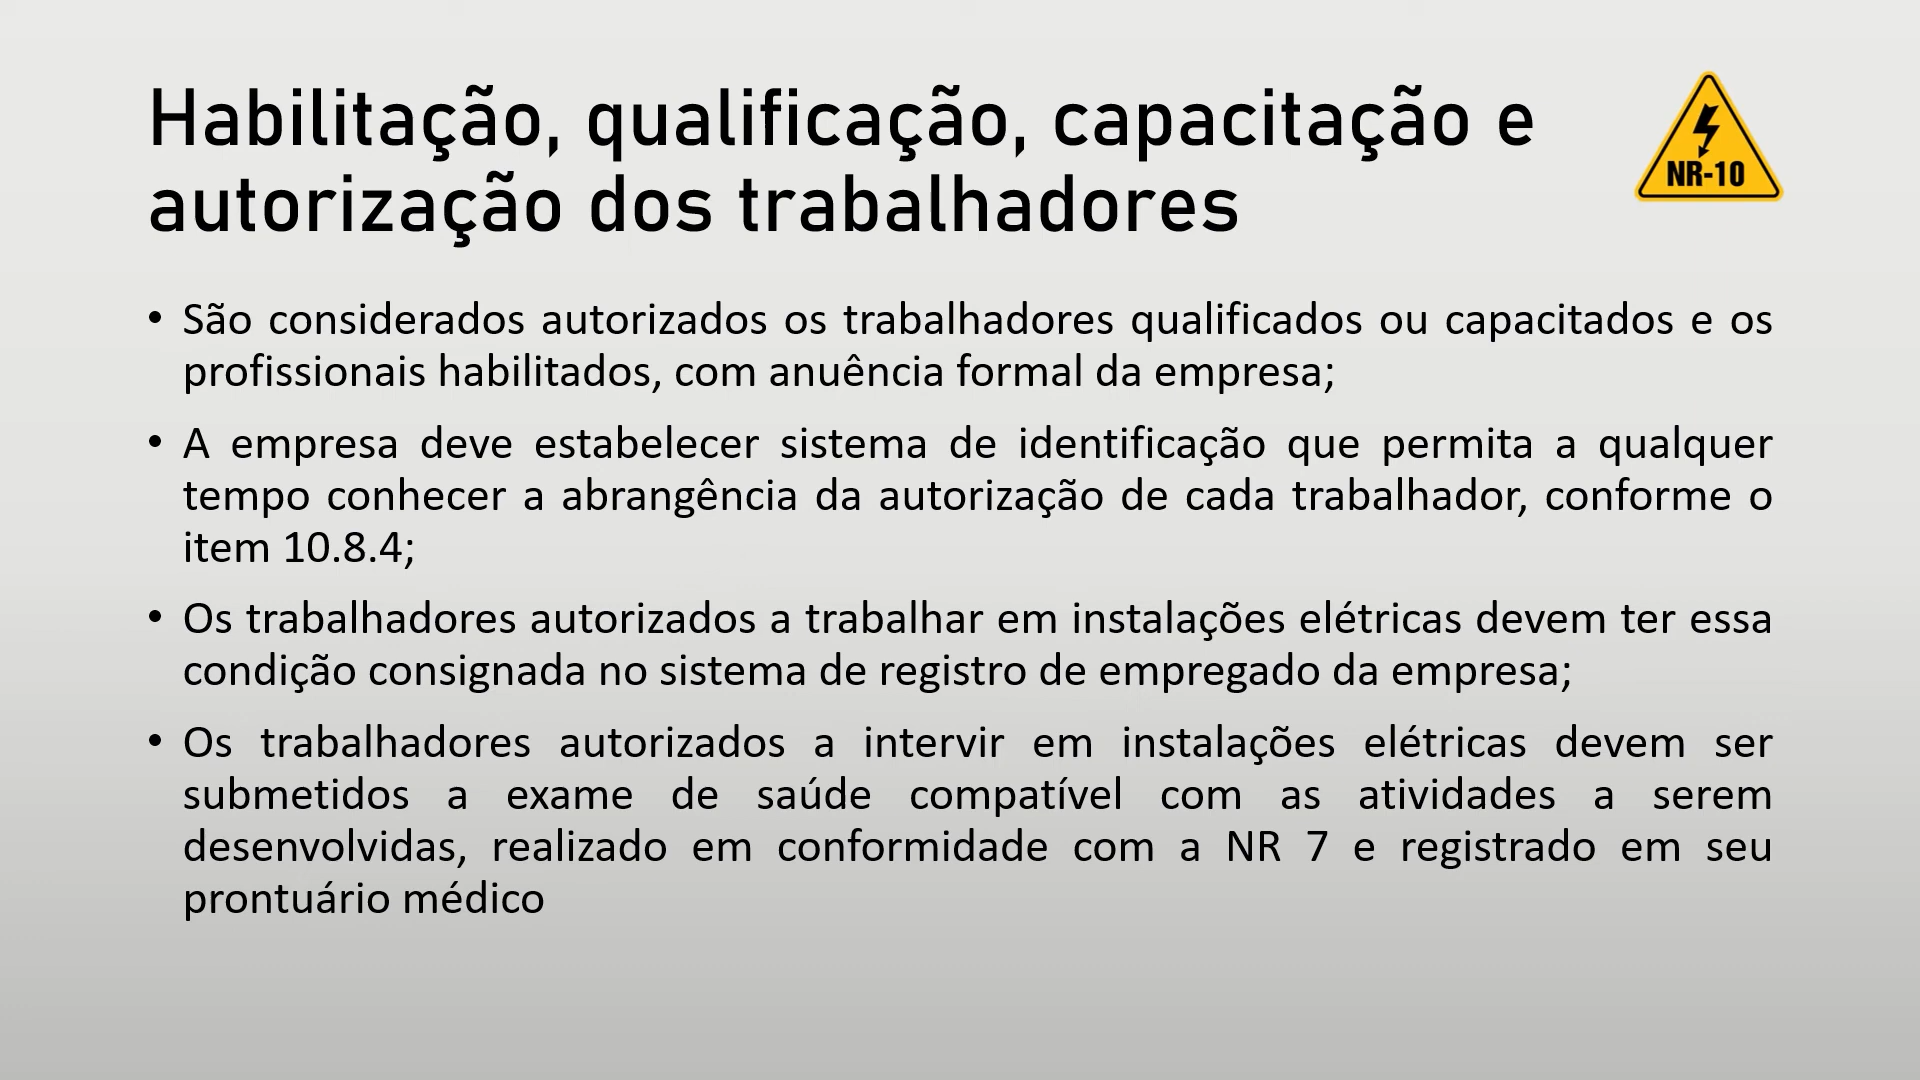 Habilitação, qualificação, capacitação e
autorização dos trabalhadores
NR-10
• São considerados autorizados os trabalhadores qualificados ou capacitados e os
profissionais habilitados, com anuência formal da empresa;
• A empresa deve estabelecer sistema de identificação que permita a qualquer
tempo conhecer a abrangência da autorização de cada trabalhador, conforme o
item 10.8.4;
• Os trabalhadores autorizados a trabalhar em instalações elétricas devem ter essa
condição consignada no sistema de registro de empregado da empresa;
• Os trabalhadores autorizados a intervir em instalações elétricas devem ser
submetidos a exame de saúde compatível com as atividades a serem
desenvolvidas, realizado em conformidade com a NR 7 e registrado em seu
prontuário médico